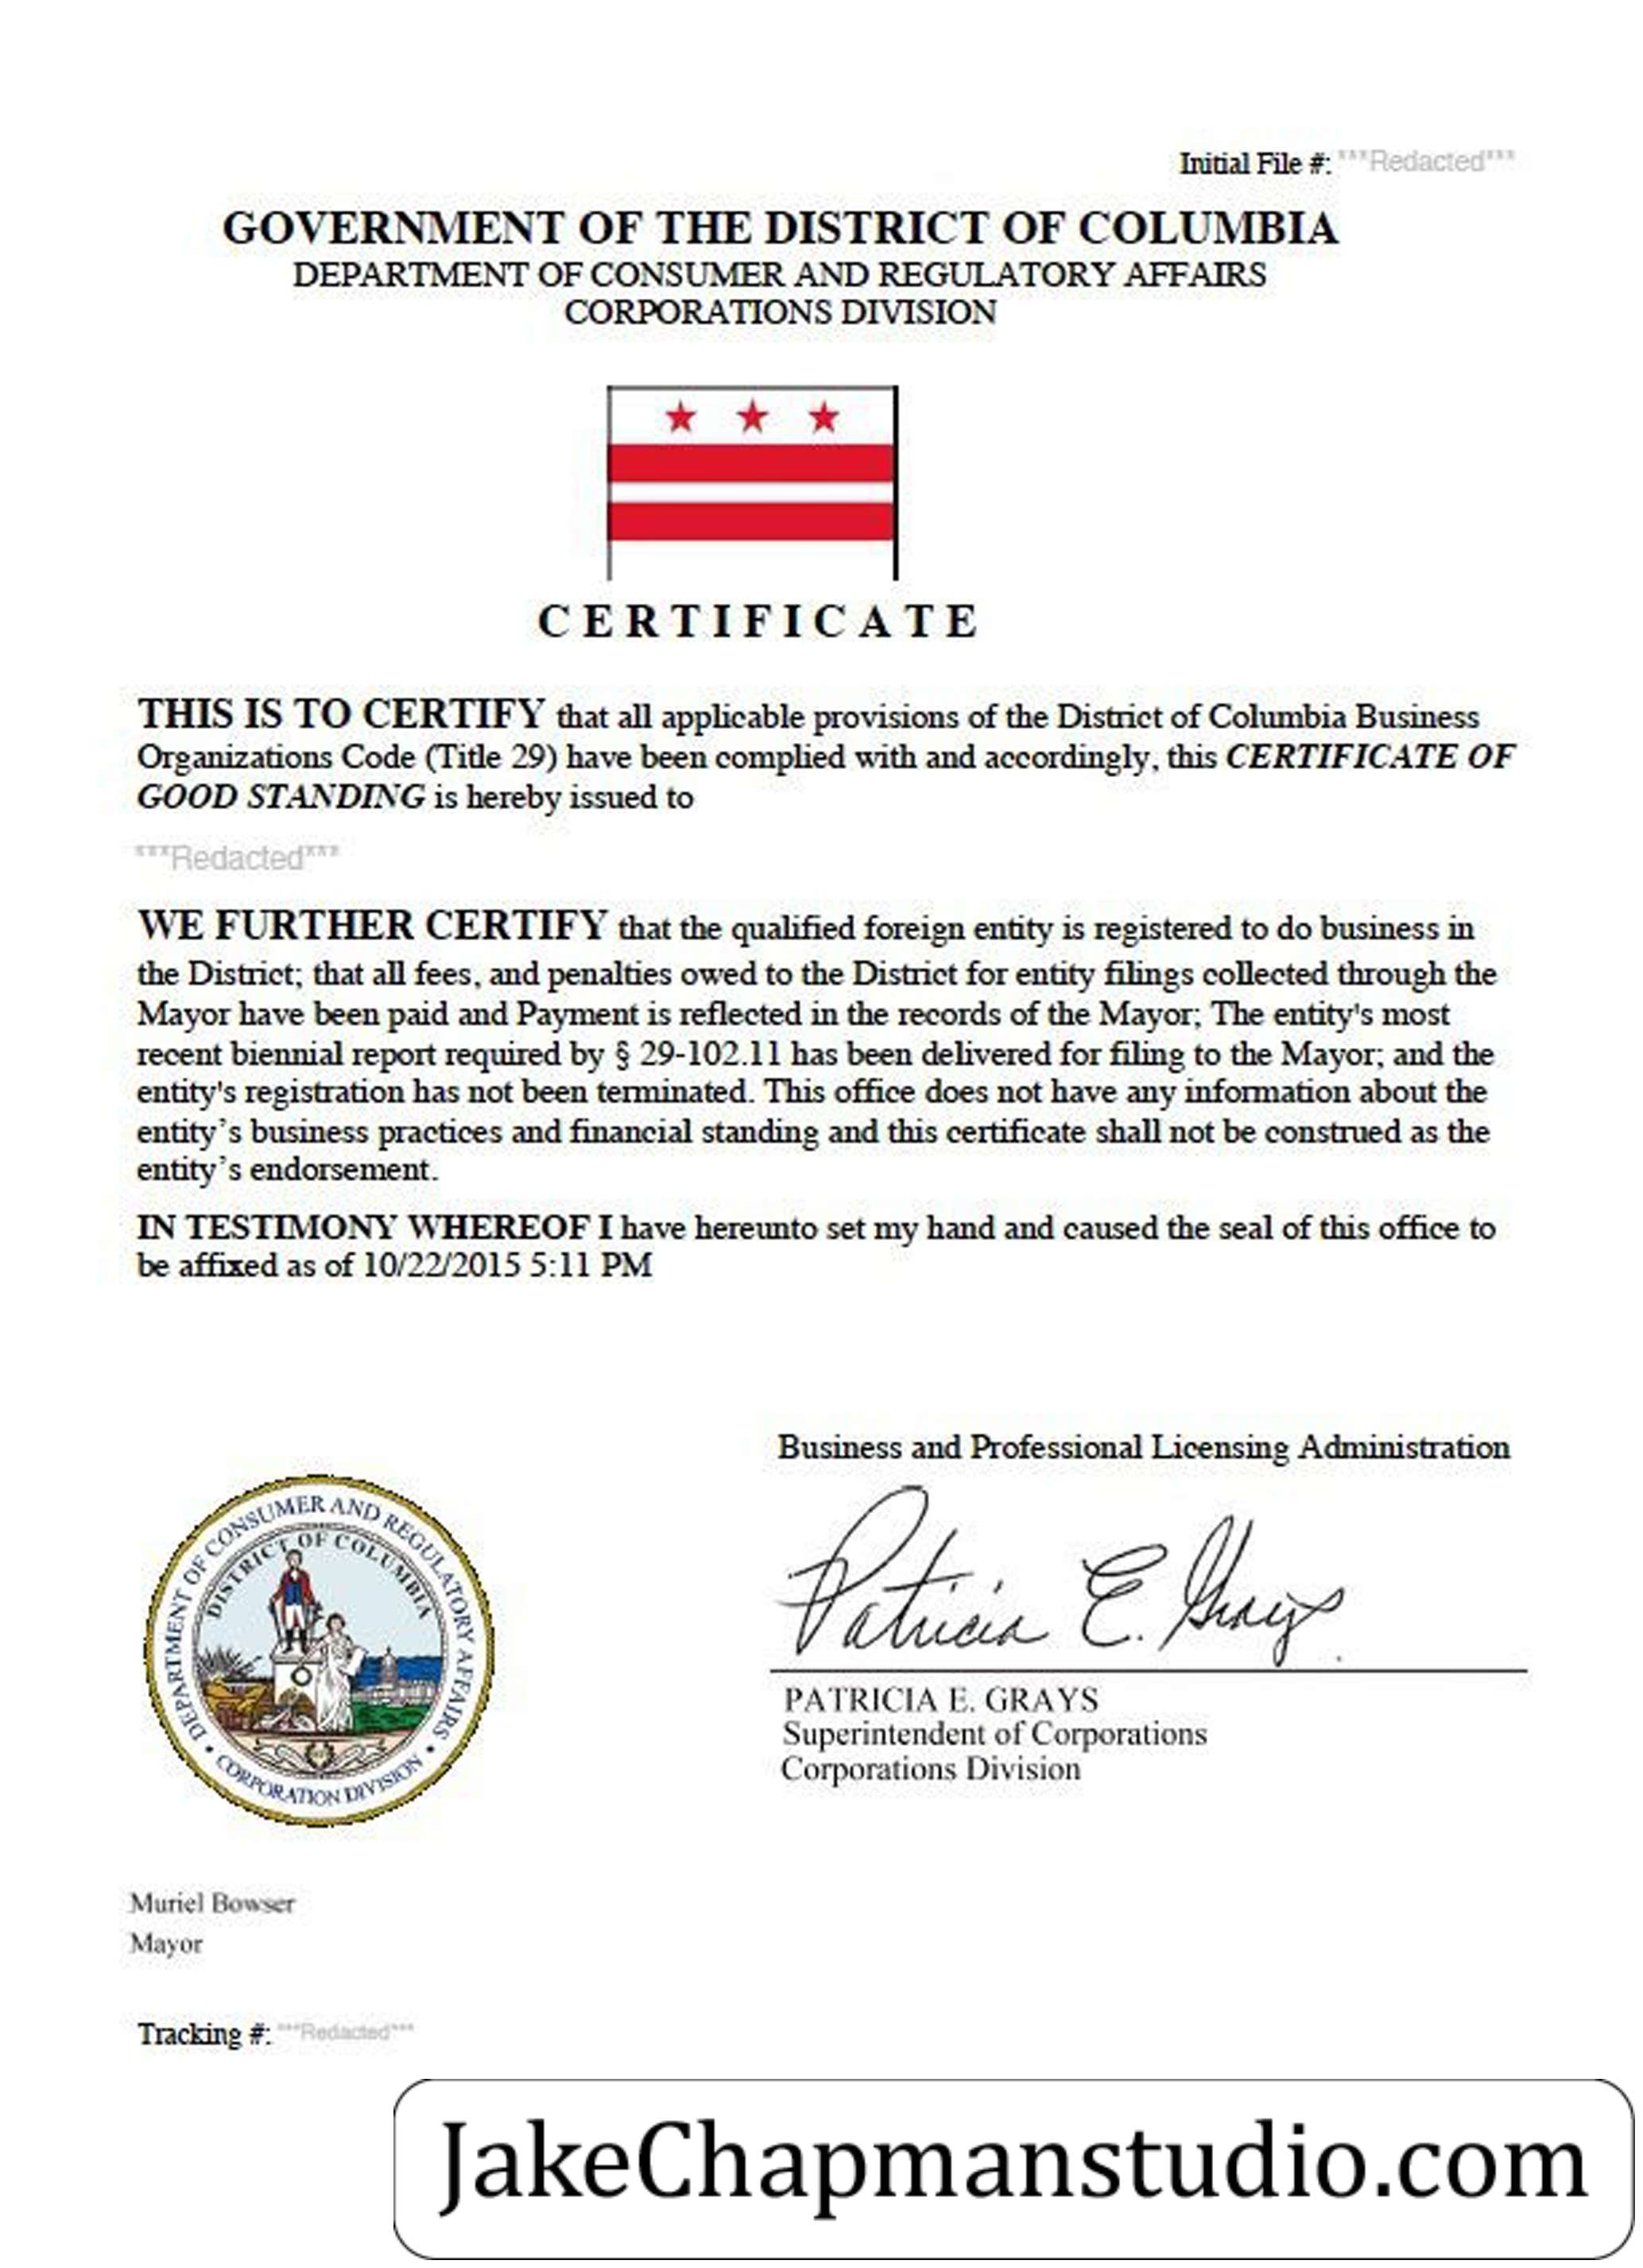 Initial File #: ***Redacted***
GOVERNMENT OF THE DISTRICT OF COLUMBIA
DEPARTMENT OF CONSUMER AND REGULATORY AFFAIRS
CORPORATIONS DIVISION
CERTIFICATE
THIS IS TO CERTIFY that all applicable provisions of the District of Columbia Business
Organizations Code (Title 29) have been complied with and accordingly, this CERTIFICATE OF
GOOD STANDING is hereby issued to
***Redacted***
WE FURTHER CERTIFY that the qualified foreign entity is registered to do business in
the District; that all fees, and penalties owed to the District for entity filings collected through the
Mayor have been paid and Payment is reflected in the records of the Mayor; The entity's most
recent biennial report required by § 29-102.11 has been delivered for filing to the Mayor; and the
entity's registration has not been terminated. This office does not have any information about the
entity’s business practices and financial standing and this certificate shall not be construed as the
entity’s endorsement.
IN TESTIMONY WHEREOF I have hereunto set my hand and caused the seal of this office to
be affixed as of 10/22/2015 5:11 PM
Business and Professional Licensing Administration
Patricia E. Grays
PATRICIA E. GRAYS
Superintendent of Corporations
Corporations Division
DEPARTMENT OF CONSUMER AND REGULATORY AFFAIRS
DISTRICT OF COLUMBIA
• CORPORATION DIVISION •
Muriel Bowser
Mayor
Tracking #: ***Redacted***
JakeChapmanstudio.com